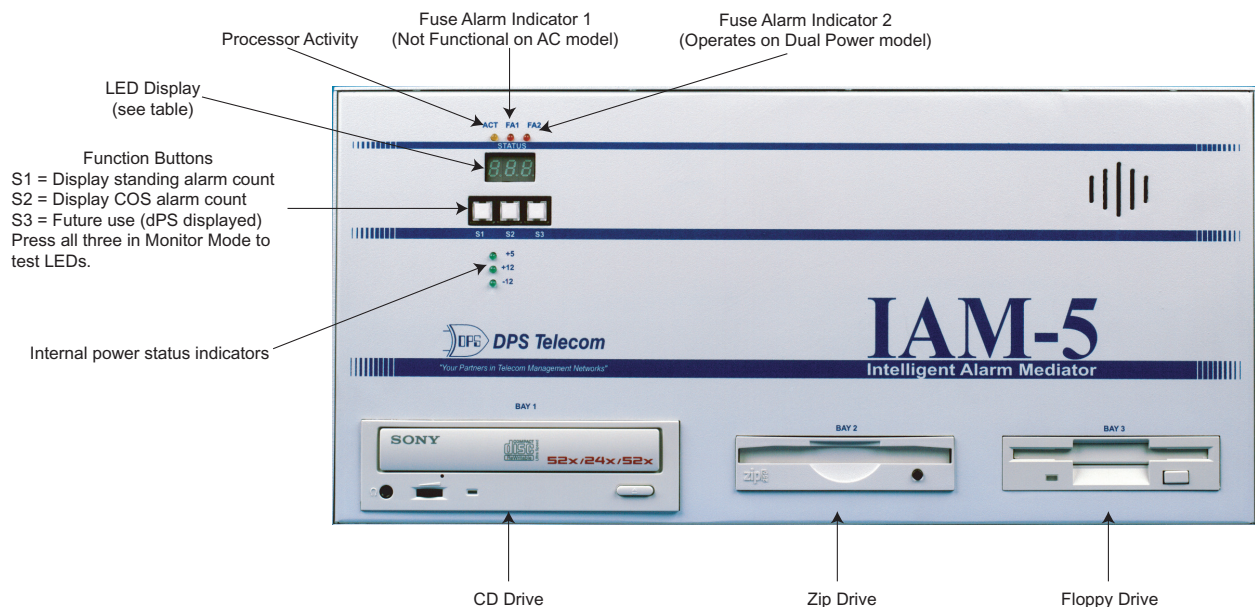 Fuse Alarm Indicator 1
(Not Functional on AC model)
Fuse Alarm Indicator 2
(Operates on Dual Power model)
Processor Activity
LED Display
(see table)
Function Buttons
S1 = Display standing alarm count
S2 = Display COS alarm count
S3 = Future use (dPS displayed)
Press all three in Monitor Mode to
test LEDs.
Internal power status indicators
ACT FA1 FA2
STATUS
8.8.8.
S1 S2 S3
+5
+12
-12
DPS DPS Telecom
"Your Partners in Telecom Management Networks"
IAM-5
Intelligent Alarm Mediator
BAY 1
BAY 2
BAY 3
SONY
COMPACT
disc
52x/24x/52x
zip
CD Drive
Zip Drive
Floppy Drive